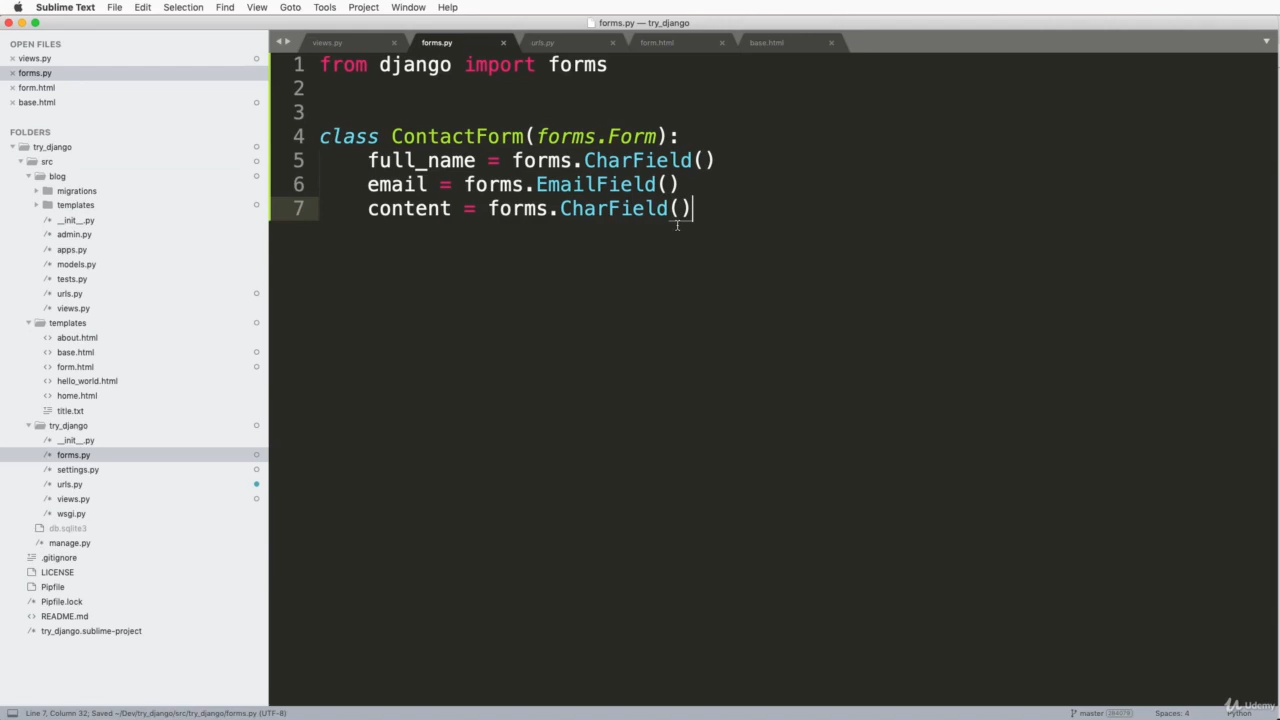 Sublime Text File Edit Selection Find View Goto Tools Project Window Help
forms.py — try_django
OPEN FILES
views.py
forms.py
form.html
base.html
FOLDERS
try_django
src
blog
migrations
templates
__init__.py
admin.py
apps.py
models.py
tests.py
urls.py
views.py
templates
about.html
base.html
form.html
hello_world.html
home.html
title.txt
try_django
__init__.py
forms.py
settings.py
urls.py
views.py
wsgi.py
db.sqlite3
manage.py
.gitignore
LICENSE
Pipfile
Pipfile.lock
README.md
try_django.sublime-project
views.py forms.py urls.py form.html base.html
1 from django import forms
2
3
4 class ContactForm(forms.Form):
5 full_name = forms.CharField()
6 email = forms.EmailField()
7 content = forms.CharField()
Line 7, Column 32; Saved ~/Dev/try_django/src/try_django/forms.py (UTF-8) master Spaces: 4 Python
Udemy